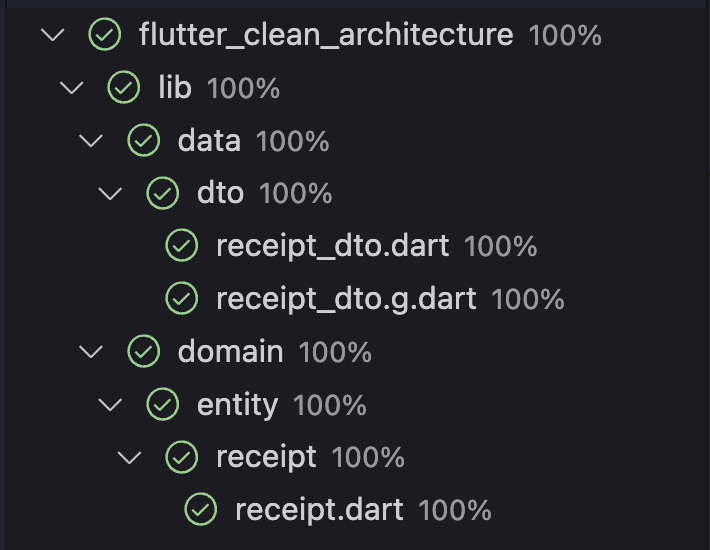 flutter_clean_architecture 100%
lib 100%
data 100%
dto 100%
receipt_dto.dart 100%
receipt_dto.g.dart 100%
domain 100%
entity 100%
receipt 100%
receipt.dart 100%